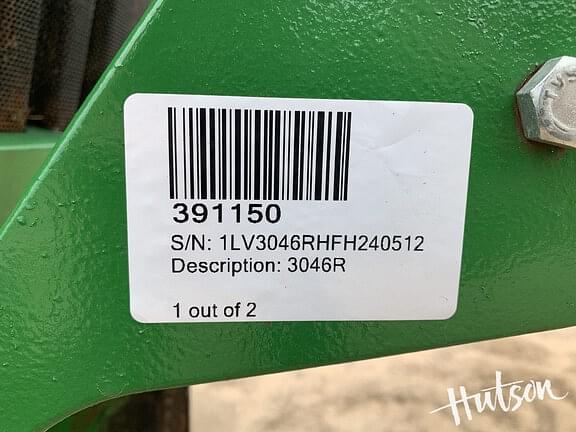 391150
S/N: 1LV3046RHFH240512
Description: 3046R
1 out of 2
Hutson